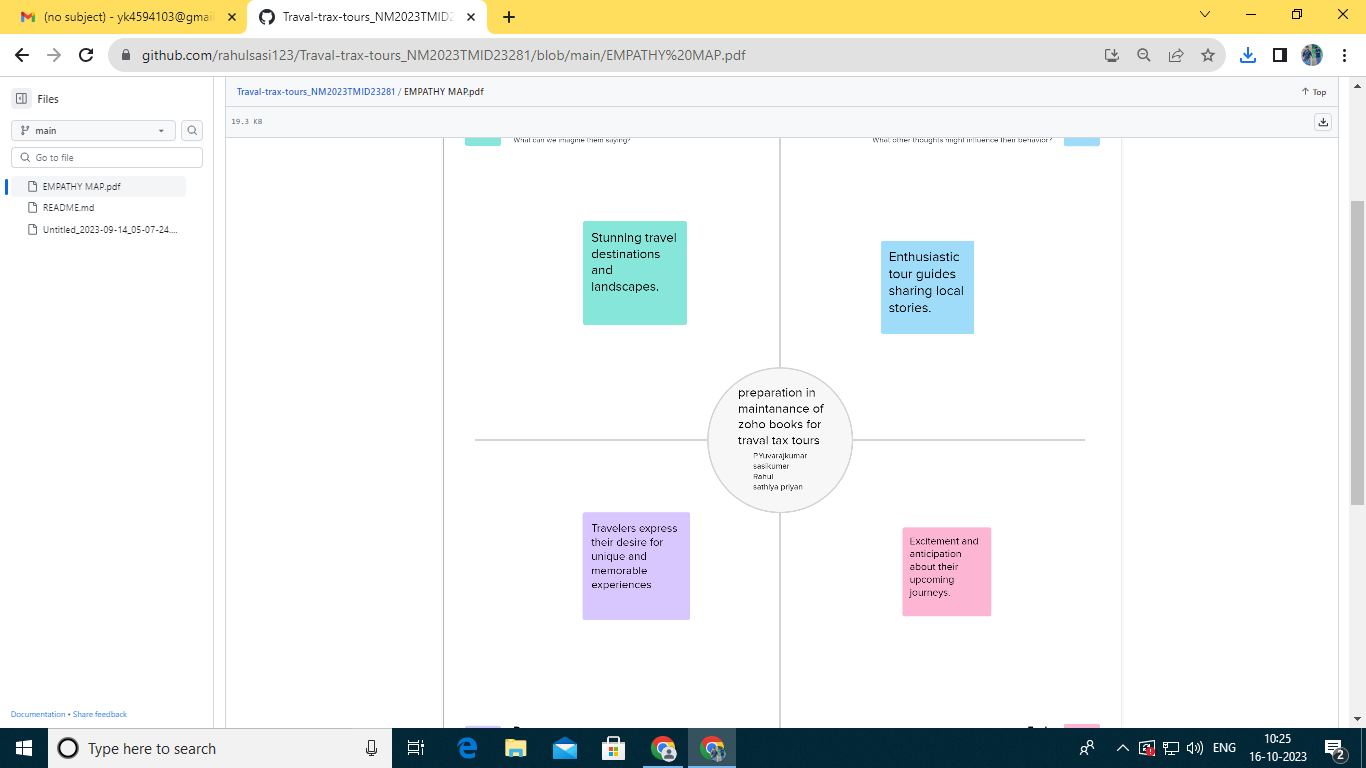 (no subject) - yk4594103@gmai
Traval-trax-tours_NM2023TMID2
github.com/rahulsasi123/Traval-trax-tours_NM2023TMID23281/blob/main/EMPATHY%20MAP.pdf
Files
Traval-trax-tours_NM2023TMID23281 / EMPATHY MAP.pdf
Top
main
19.3 KB
Go to file
What can we imagine them saying?
What other thoughts might influence their behavior?
EMPATHY MAP.pdf
README.md
Untitled_2023-09-14_05-07-24....
Stunning travel
destinations
and
landscapes.
Enthusiastic
tour guides
sharing local
stories.
preparation in
maintanance of
zoho books for
traval tax tours
P.Yuvarajkumar
sasikumar
Rahul
sathiya priyan
Travelers express
their desire for
unique and
memorable
experiences
Excitement and
anticipation
about their
upcoming
journeys.
Documentation • Share feedback
Type here to search
ENG
10:25
16-10-2023
2